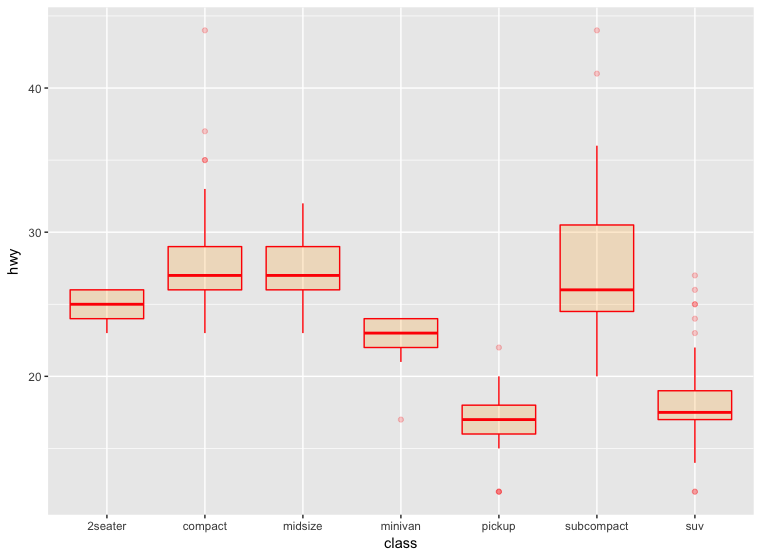 40
30
20
hwy
2seater compact midsize minivan pickup subcompact suv
class